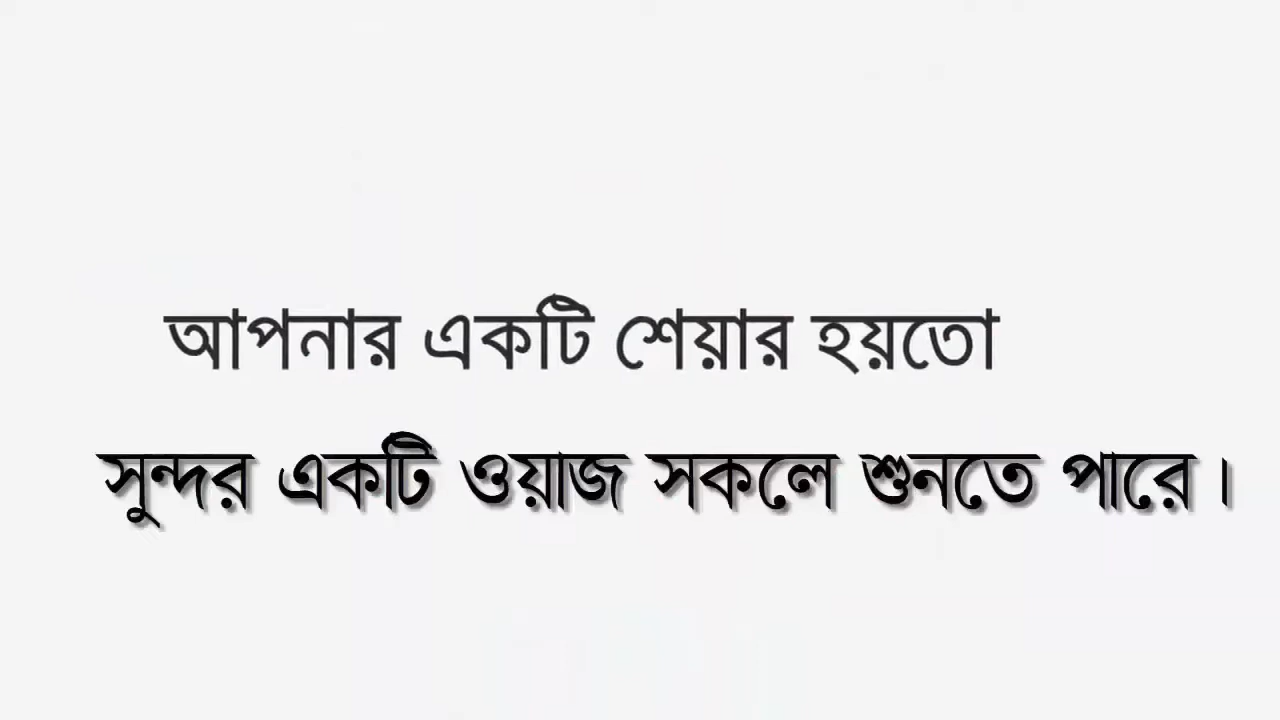 আপনার একটি শেয়ার হয়তো
সুন্দর একটি ওয়াজ সকলে শুনতে পারে।